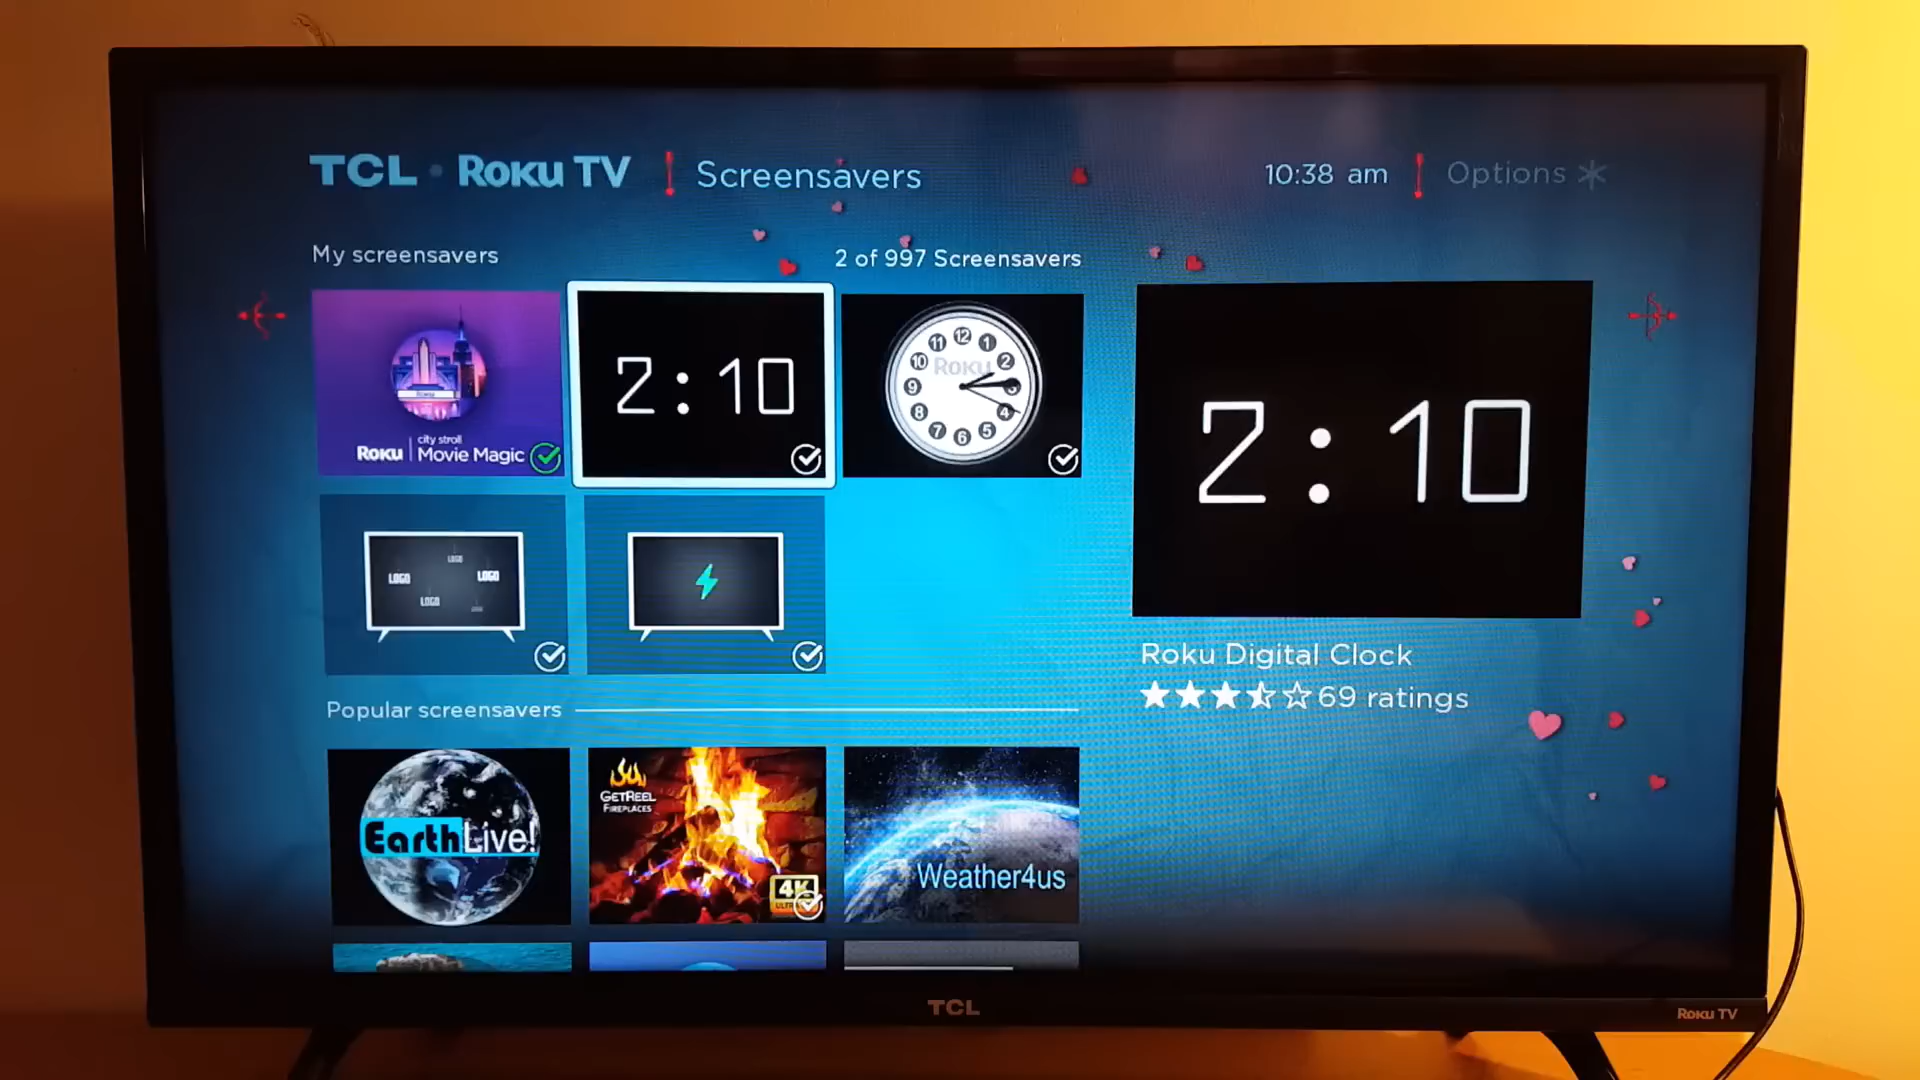 TCL • Roku TV
Screensavers
10:38 am
Options
My screensavers
2 of 997 Screensavers
Roku
city stroll
Movie Magic
2:10
Roku
12
1
2
3
4
5
6
7
8
9
10
11
2:10
LOGO
LOGO
LOGO
LOGO
Roku Digital Clock
69 ratings
Popular screensavers
EarthLive!
GetReel
Fireplaces
4K
ULTRA
Weather4us
TCL
Roku TV